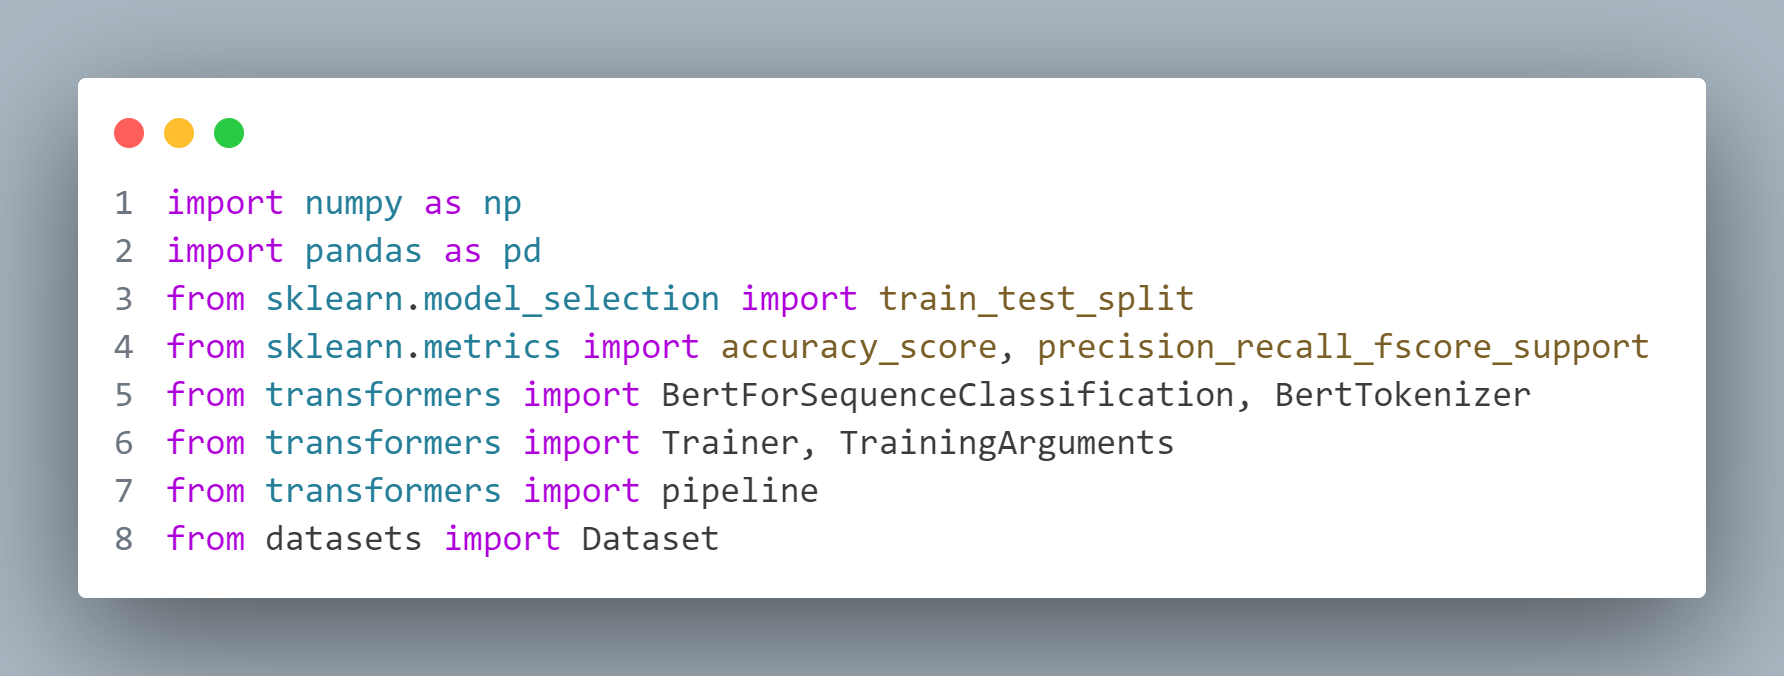 1 import numpy as np
2 import pandas as pd
3 from sklearn.model_selection import train_test_split
4 from sklearn.metrics import accuracy_score, precision_recall_fscore_support
5 from transformers import BertForSequenceClassification, BertTokenizer
6 from transformers import Trainer, TrainingArguments
7 from transformers import pipeline
8 from datasets import Dataset